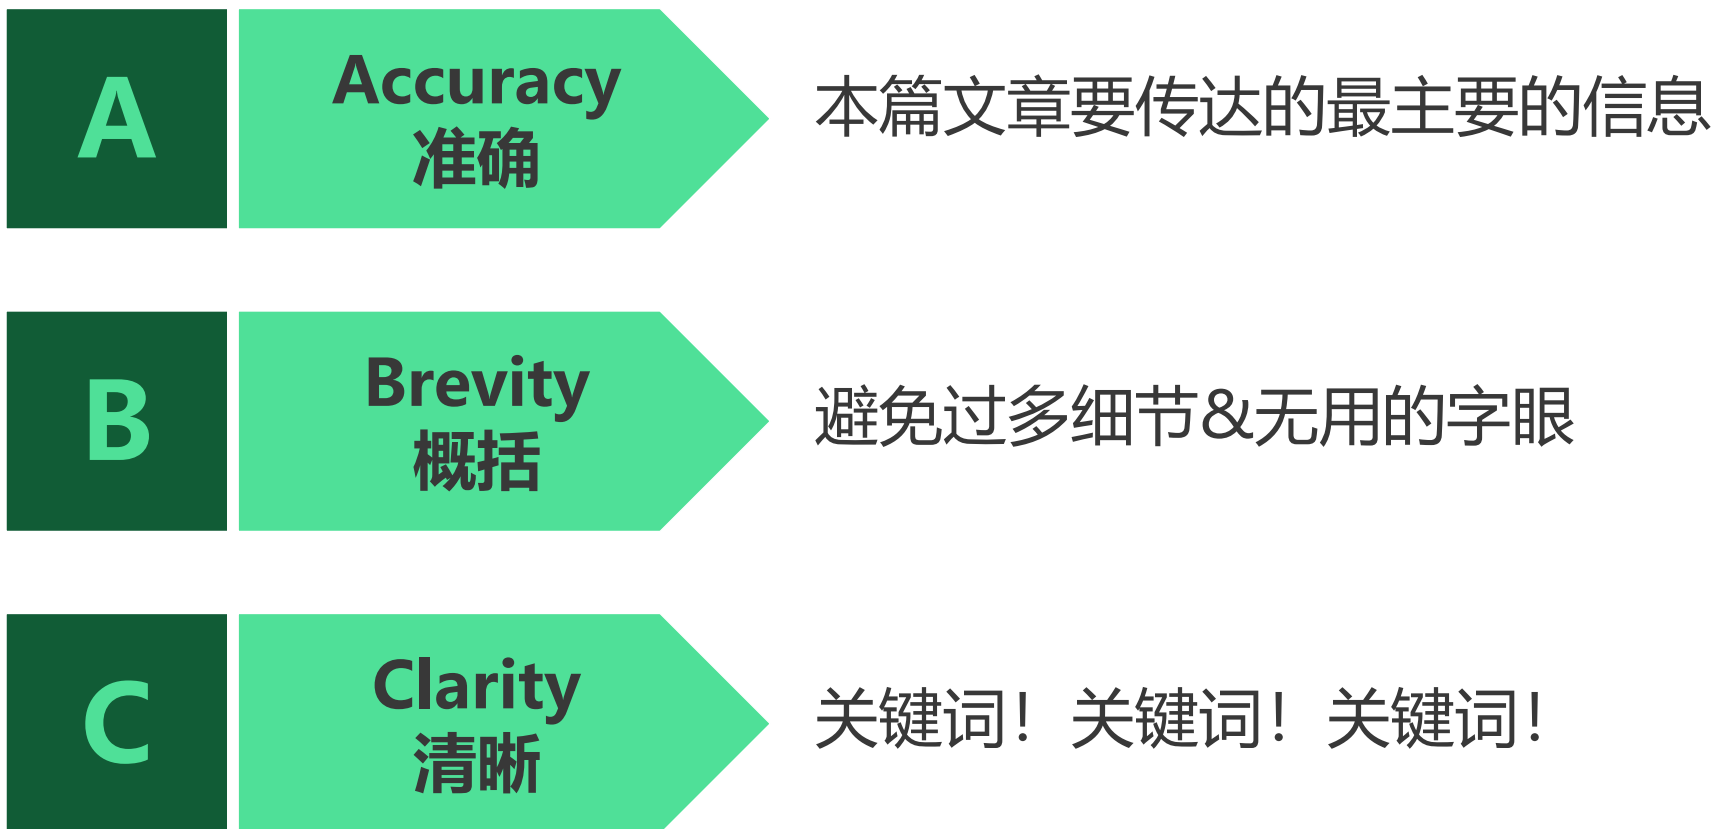 A
Accuracy
准确
本篇文章要传达的最主要的信息
B
Brevity
概括
避免过多细节&无用的字眼
C
Clarity
清晰
关键词！关键词！关键词！